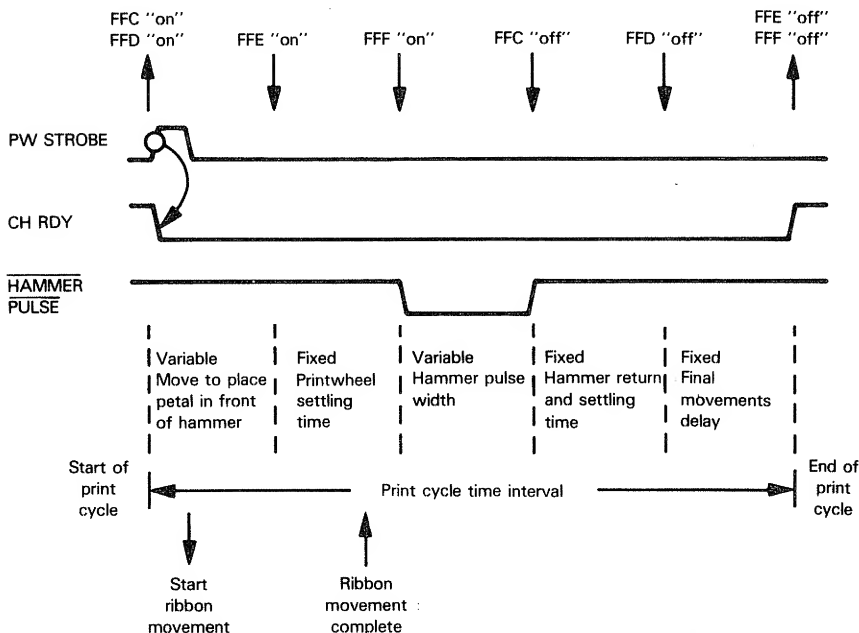 FFC "on"
FFD "on"
FFE "on"
FFF "on"
FFC "off"
FFD "off"
FFE "off"
FFF "off"
PW STROBE
CH RDY
HAMMER
PULSE
Variable
Move to place
petal in front
of hammer
Fixed
Printwheel
settling
time
Variable
Hammer pulse
width
Fixed
Hammer return
and settling
time
Fixed
Final
movements
delay
Start of
print
cycle
Print cycle time interval
End of
print
cycle
Start
ribbon
movement
Ribbon
movement
complete